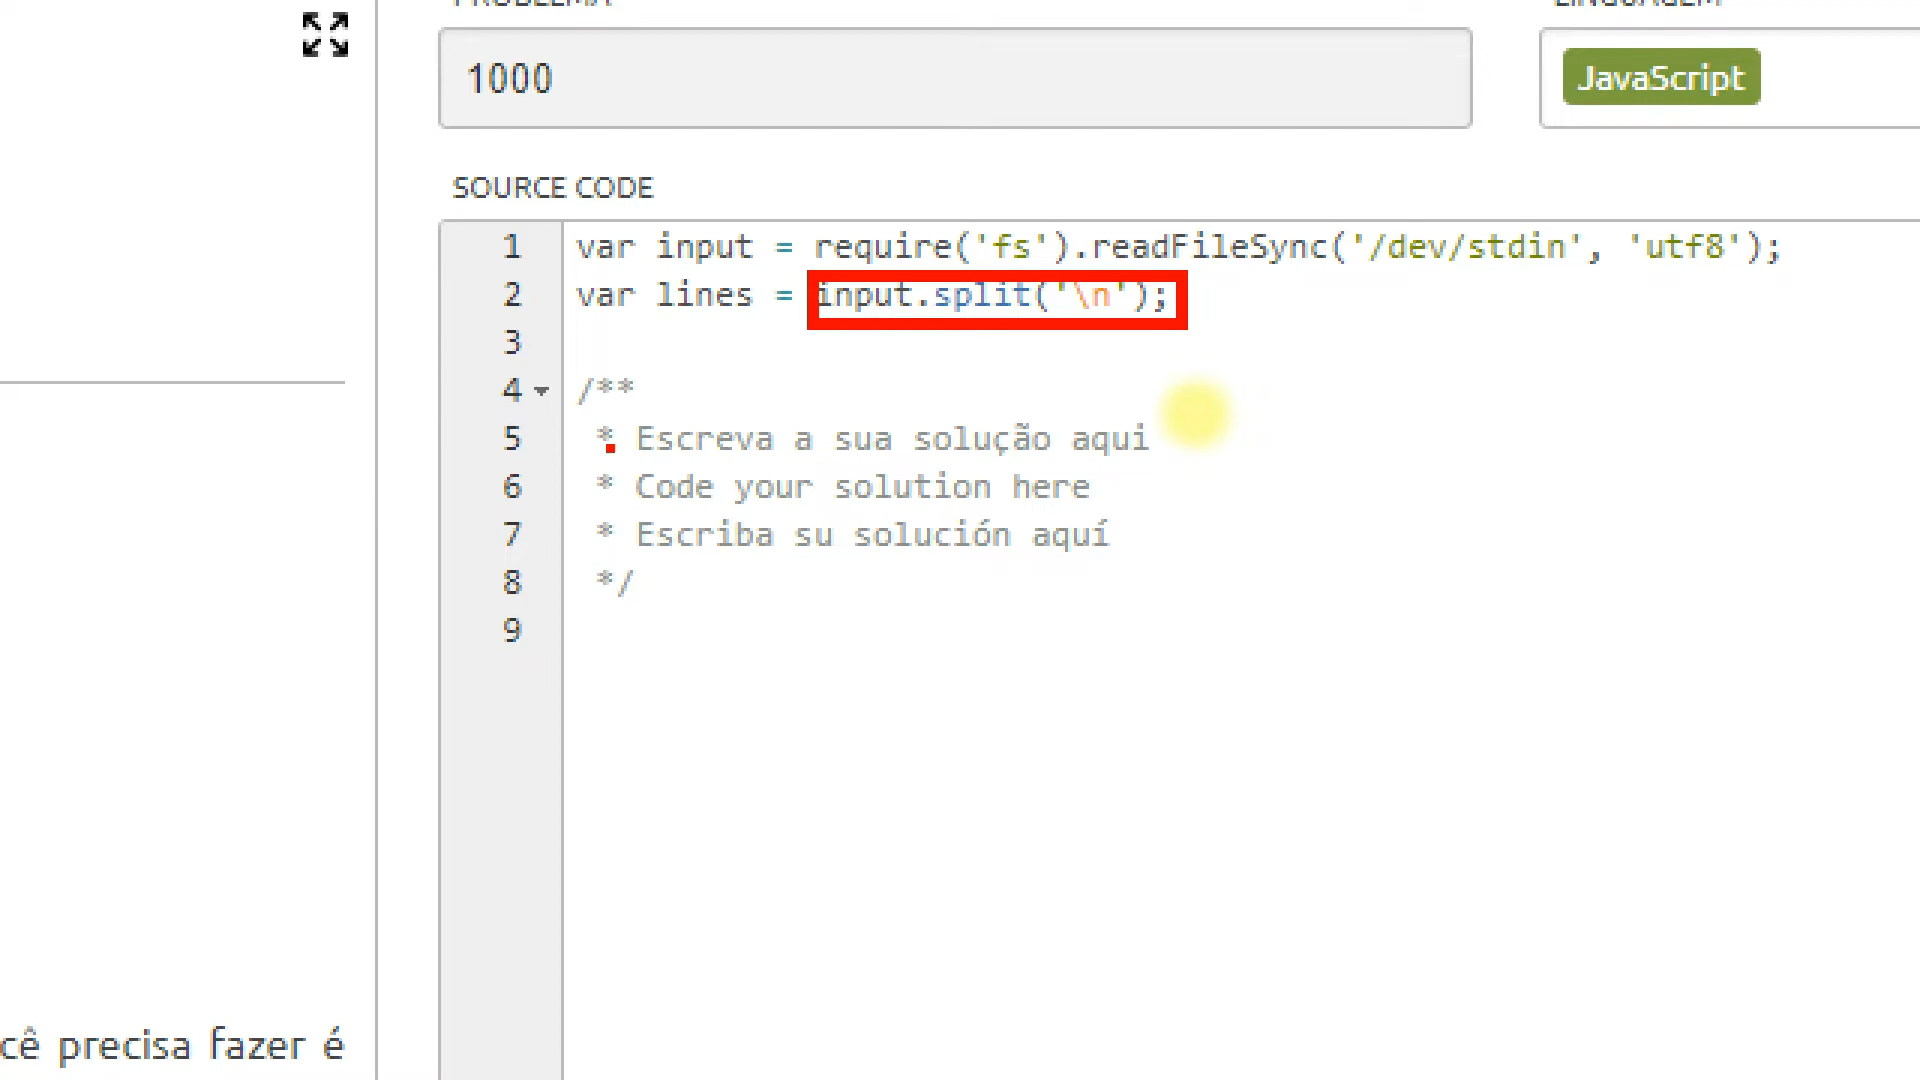 PROBLEMA
LINGUAGEM
1000
JavaScript
SOURCE CODE
1 var input = require('fs').readFileSync('/dev/stdin', 'utf8');
2 var lines = input.split('\n');
3
4 /**
5 * Escreva a sua solução aqui
6 * Code your solution here
7 * Escriba su solución aquí
8 */
9
cê precisa fazer é